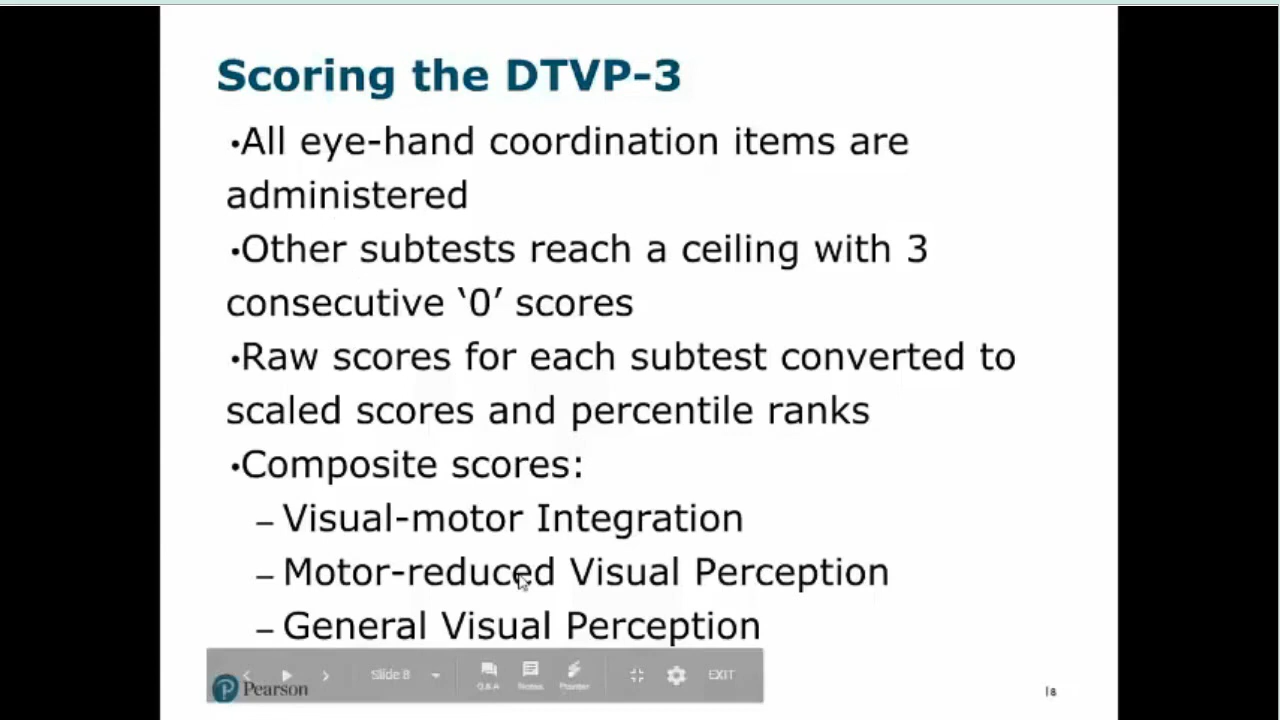 Scoring the DTVP-3
•All eye-hand coordination items are
administered
•Other subtests reach a ceiling with 3
consecutive ‘0’ scores
•Raw scores for each subtest converted to
scaled scores and percentile ranks
•Composite scores:
– Visual-motor Integration
– Motor-reduced Visual Perception
– General Visual Perception
Slide 8
Q & A Notes Pointer EXIT
Pearson